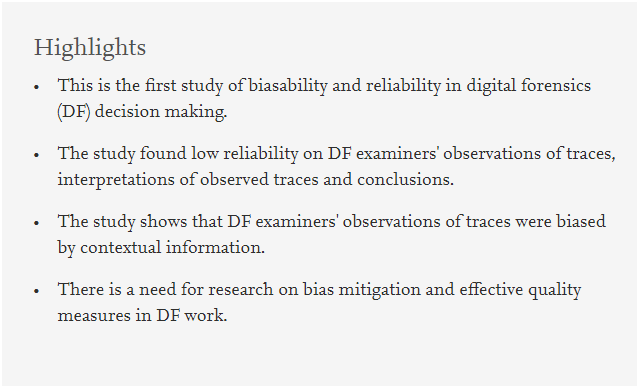 Highlights
• This is the first study of biasability and reliability in digital forensics
(DF) decision making.
• The study found low reliability on DF examiners' observations of traces,
interpretations of observed traces and conclusions.
• The study shows that DF examiners' observations of traces were biased
by contextual information.
• There is a need for research on bias mitigation and effective quality
measures in DF work.